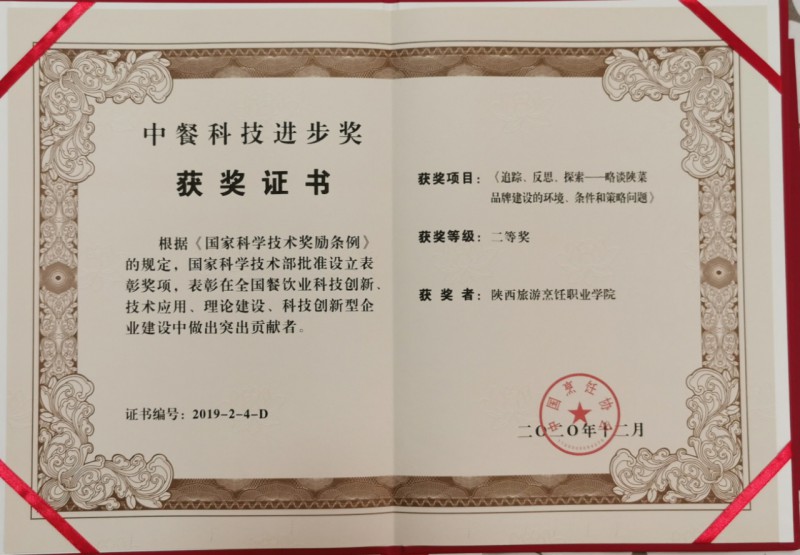 中餐科技进步奖
获奖证书
根据《国家科学技术奖励条例》
的规定，国家科学技术部批准设立表
彰奖项，表彰在全国餐饮业科技创新、
技术应用、理论建设、科技创新型企
业建设中做出突出贡献者。
证书编号：2019-2-4-D
获奖项目：《追踪、反思、探索——略谈陕菜
品牌建设的环境、条件和策略问题》
获奖等级：二等奖
获奖者：陕西旅游烹饪职业学院
中国烹饪协会
二〇二〇年十二月